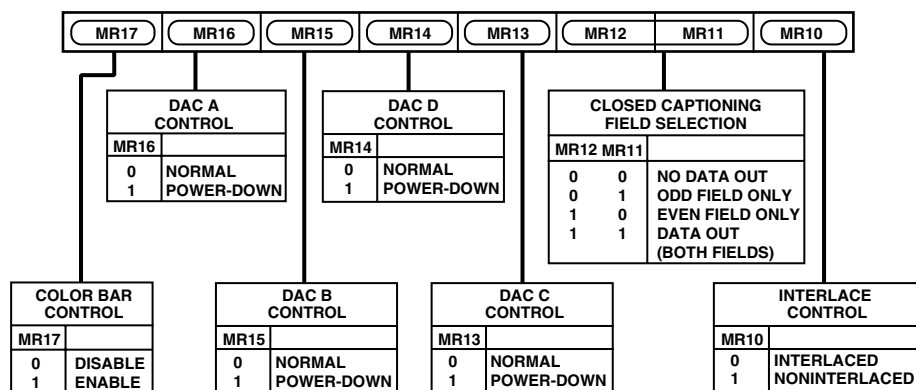 MR17 MR16 MR15 MR14 MR13 MR12 MR11 MR10
DAC A
CONTROL
MR16
0 NORMAL
1 POWER-DOWN
DAC D
CONTROL
MR14
0 NORMAL
1 POWER-DOWN
CLOSED CAPTIONING
FIELD SELECTION
MR12 MR11
0 0 NO DATA OUT
0 1 ODD FIELD ONLY
1 0 EVEN FIELD ONLY
1 1 DATA OUT
(BOTH FIELDS)
COLOR BAR
CONTROL
MR17
0 DISABLE
1 ENABLE
DAC B
CONTROL
MR15
0 NORMAL
1 POWER-DOWN
DAC C
CONTROL
MR13
0 NORMAL
1 POWER-DOWN
INTERLACE
CONTROL
MR10
0 INTERLACED
1 NONINTERLACED